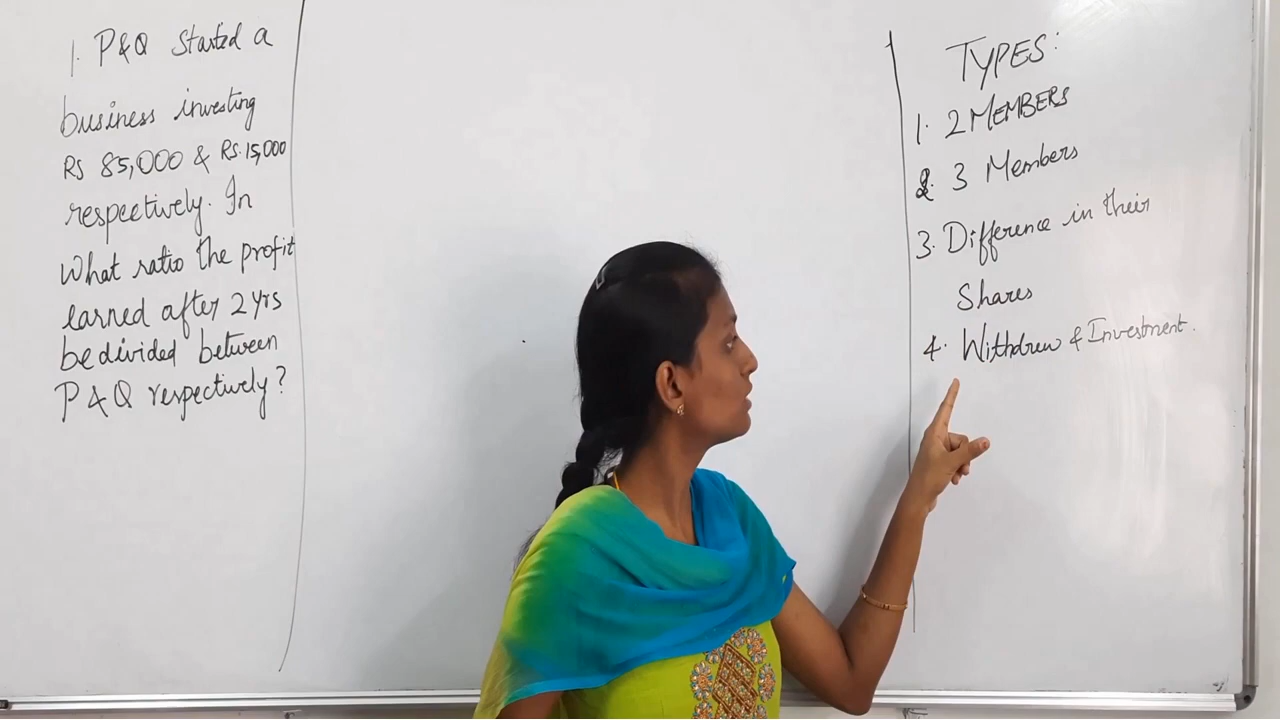 1. P&Q Started a
business investing
Rs 85,000 & Rs.15,000
respectively. In
What ratio the profit
earned after 2 yrs
be divided between
P & Q respectively?
TYPES:
1. 2 MEMBERS
2. 3 Members
3. Difference in their
Shares
4. Withdrew & Investment.